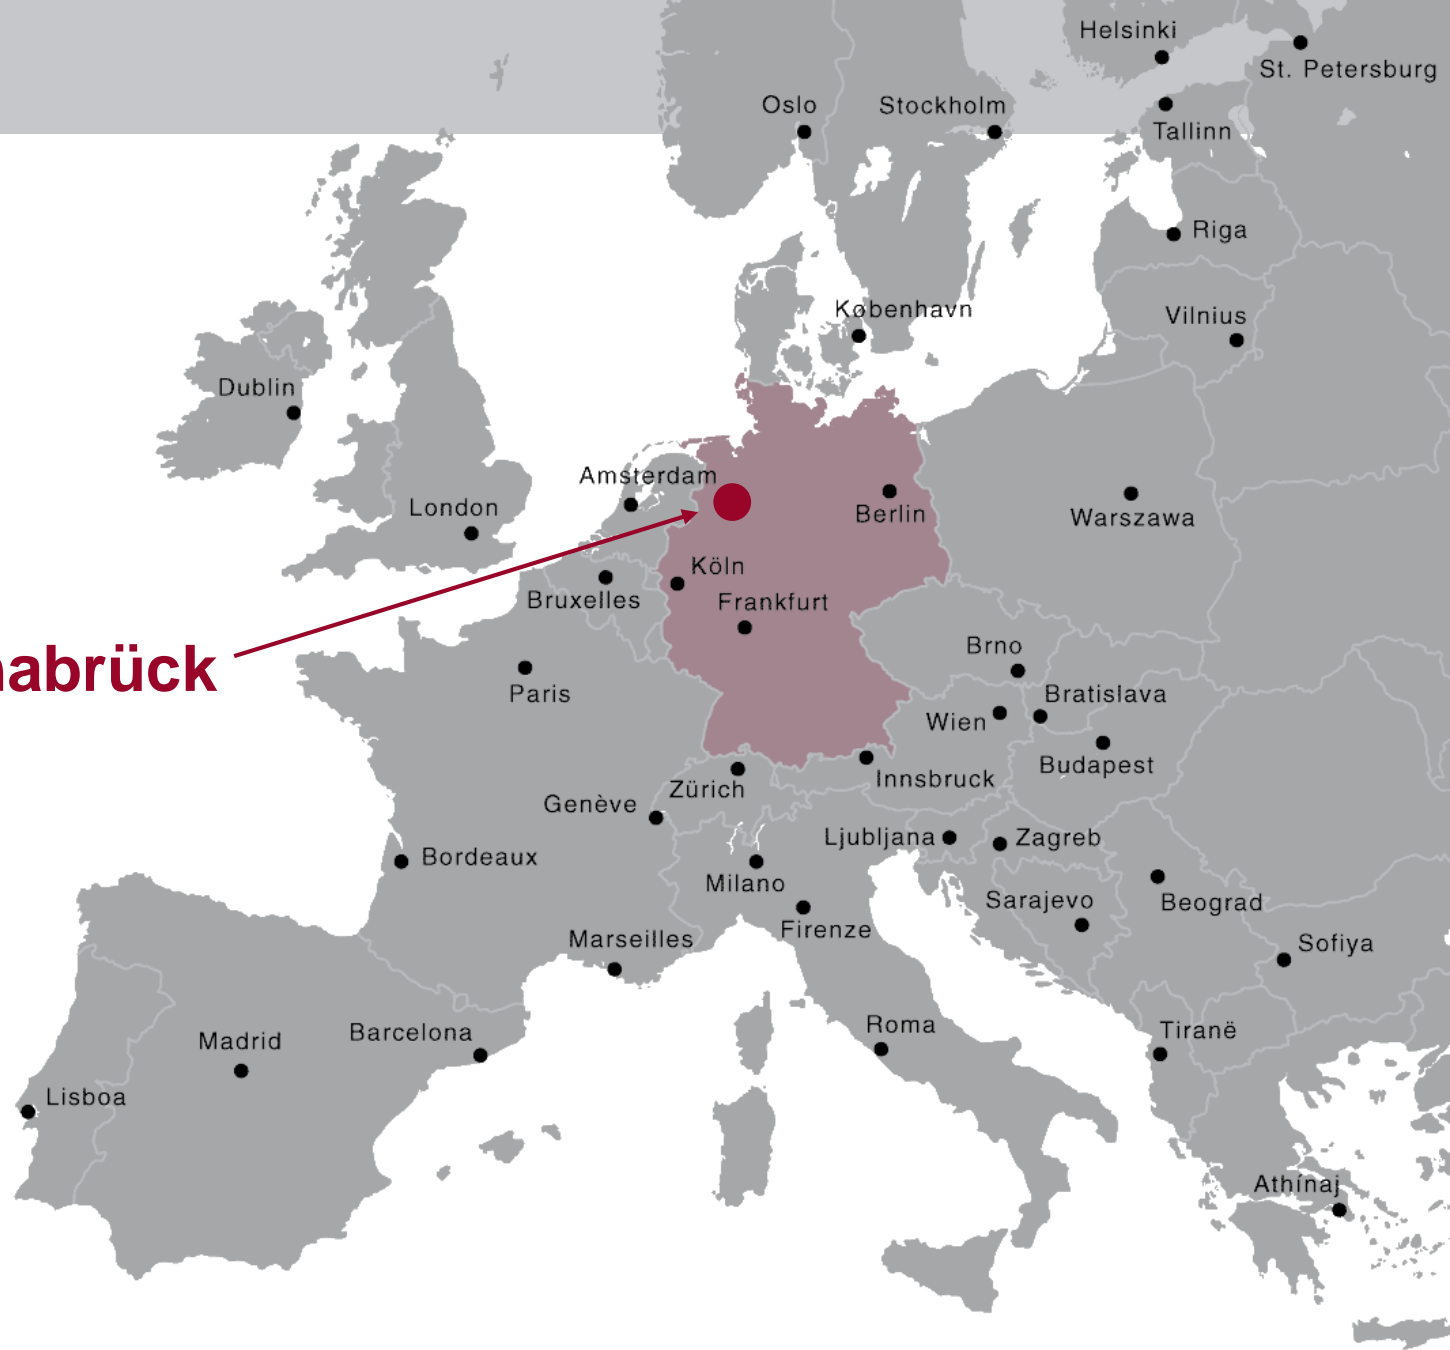 Helsinki
St. Petersburg
Oslo
Stockholm
Tallinn
Riga
København
Vilnius
Dublin
Amsterdam
London
Berlin
Warszawa
Köln
Bruxelles
Frankfurt
Brno
nabrück
Paris
Bratislava
Wien
Budapest
Innsbruck
Zürich
Genève
Ljubljana
Zagreb
Bordeaux
Milano
Sarajevo
Beograd
Firenze
Marseilles
Sofiya
Roma
Tiranë
Barcelona
Madrid
Lisboa
Athínaj